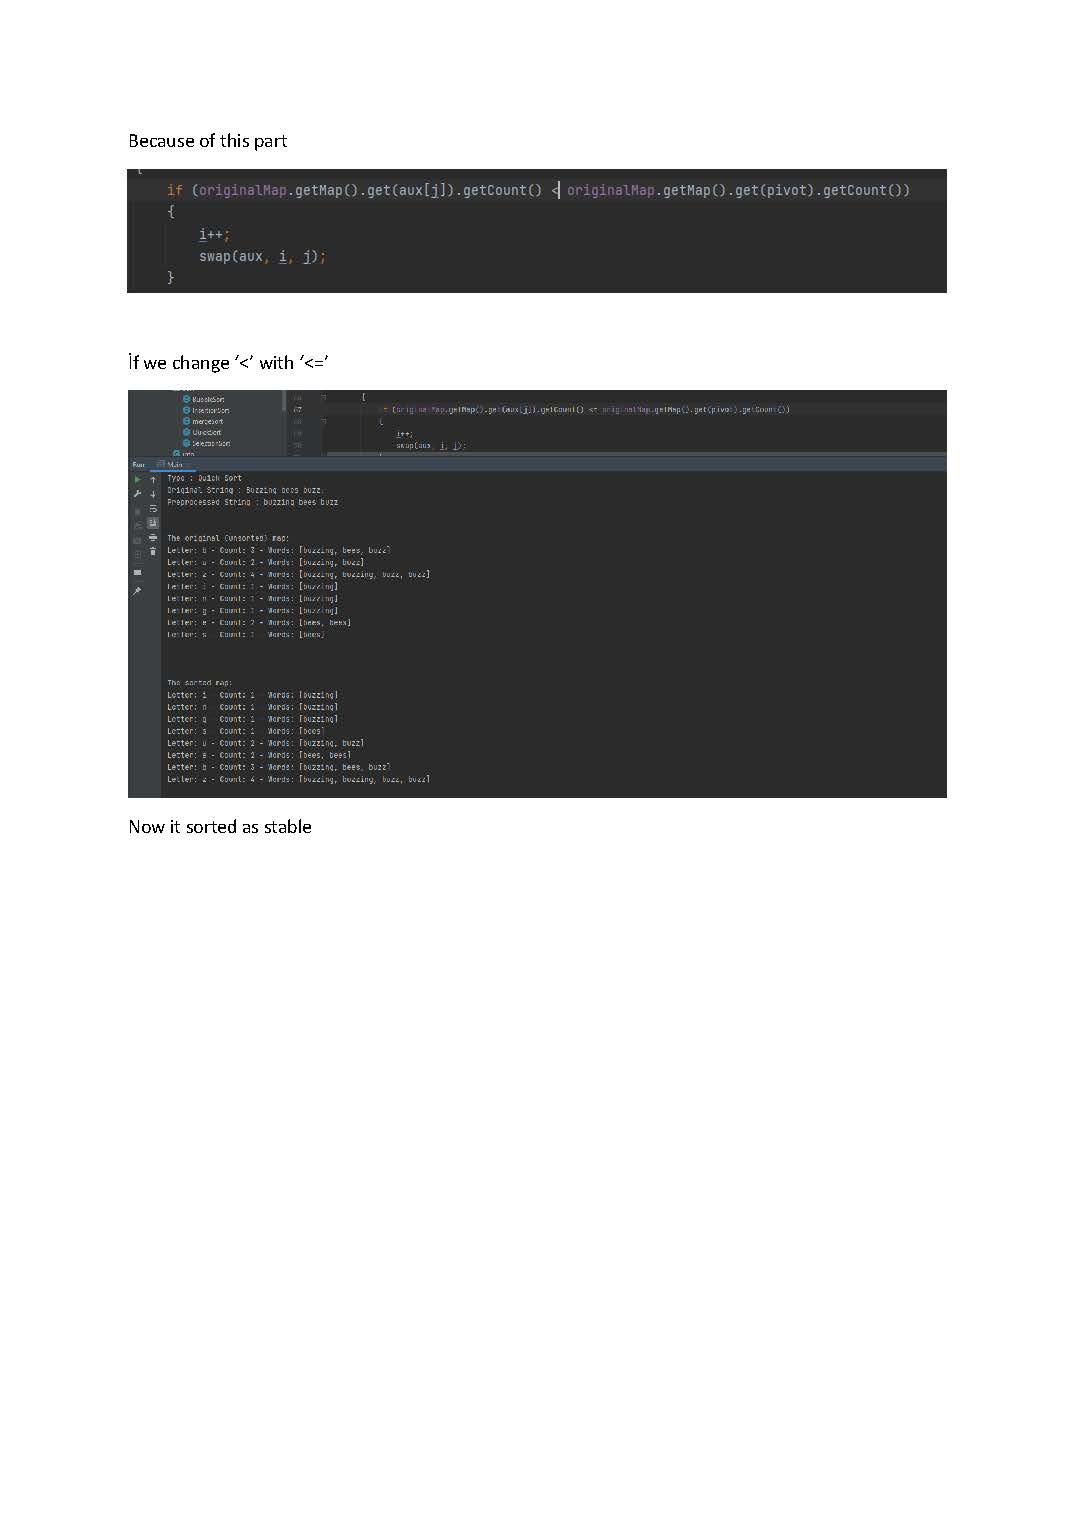 Because of this part
if (originalMap.getMap().get(aux[j]).getCount() < originalMap.getMap().get(pivot).getCount())
{
i++;
swap(aux, i, j);
}
İf we change ‘<’ with ‘<=’
BubbleSort
InsertionSort
mergeSort
QuickSort
SelectionSort
info
{
67 if (originalMap.getMap().get(aux[j]).getCount() <= originalMap.getMap().get(pivot).getCount())
{
i++;
swap(aux, i, j);
Run: Main
Type : Quick Sort
Original String : Buzzing bees buzz.
Preprocessed String : buzzing bees buzz
The original (unsorted) map:
Letter: b - Count: 3 - Words: [buzzing, bees, buzz]
Letter: u - Count: 2 - Words: [buzzing, buzz]
Letter: z - Count: 4 - Words: [buzzing, buzzing, buzz, buzz]
Letter: i - Count: 1 - Words: [buzzing]
Letter: n - Count: 1 - Words: [buzzing]
Letter: g - Count: 1 - Words: [buzzing]
Letter: e - Count: 2 - Words: [bees, bees]
Letter: s - Count: 1 - Words: [bees]
The sorted map:
Letter: i - Count: 1 - Words: [buzzing]
Letter: n - Count: 1 - Words: [buzzing]
Letter: g - Count: 1 - Words: [buzzing]
Letter: s - Count: 1 - Words: [bees]
Letter: u - Count: 2 - Words: [buzzing, buzz]
Letter: e - Count: 2 - Words: [bees, bees]
Letter: b - Count: 3 - Words: [buzzing, bees, buzz]
Letter: z - Count: 4 - Words: [buzzing, buzzing, buzz, buzz]
Now it sorted as stable